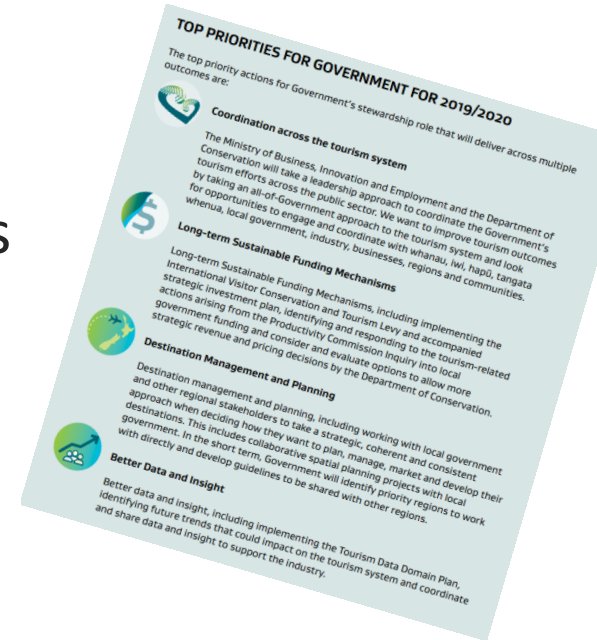 TOP PRIORITIES FOR GOVERNMENT FOR 2019/2020
The top priority actions for Government's stewardship role that will deliver across multiple
outcomes are:
Coordination across the tourism system
The Ministry of Business, Innovation and Employment and the Department of
Conservation will take a leadership approach to coordinate the Government's
tourism efforts across the public sector. We want to improve tourism outcomes
by taking an all-of-Government approach to the tourism system and look
for opportunities to engage and coordinate with whanau, iwi, hapū, tangata
whenua, local government, industry, businesses, regions and communities.
s
Long-term Sustainable Funding Mechanisms
Long-term Sustainable Funding Mechanisms, including implementing the
International Visitor Conservation and Tourism Levy and accompanied
strategic investment plan, identifying and responding to the tourism-related
actions arising from the Productivity Commission Inquiry into local
government funding and consider and evaluate options to allow more
strategic revenue and pricing decisions by the Department of Conservation.
Destination Management and Planning
Destination management and planning, including working with local government
and other regional stakeholders to take a strategic, coherent and consistent
approach when deciding how they want to plan, manage, market and develop their
destinations. This includes collaborative spatial planning projects with local
government. In the short term, Government will identify priority regions to work
with directly and develop guidelines to be shared with other regions.
Better Data and Insight
Better data and insight, including implementing the Tourism Data Domain Plan,
identifying future trends that could impact on the tourism system and coordinate
and share data and insight to support the industry.